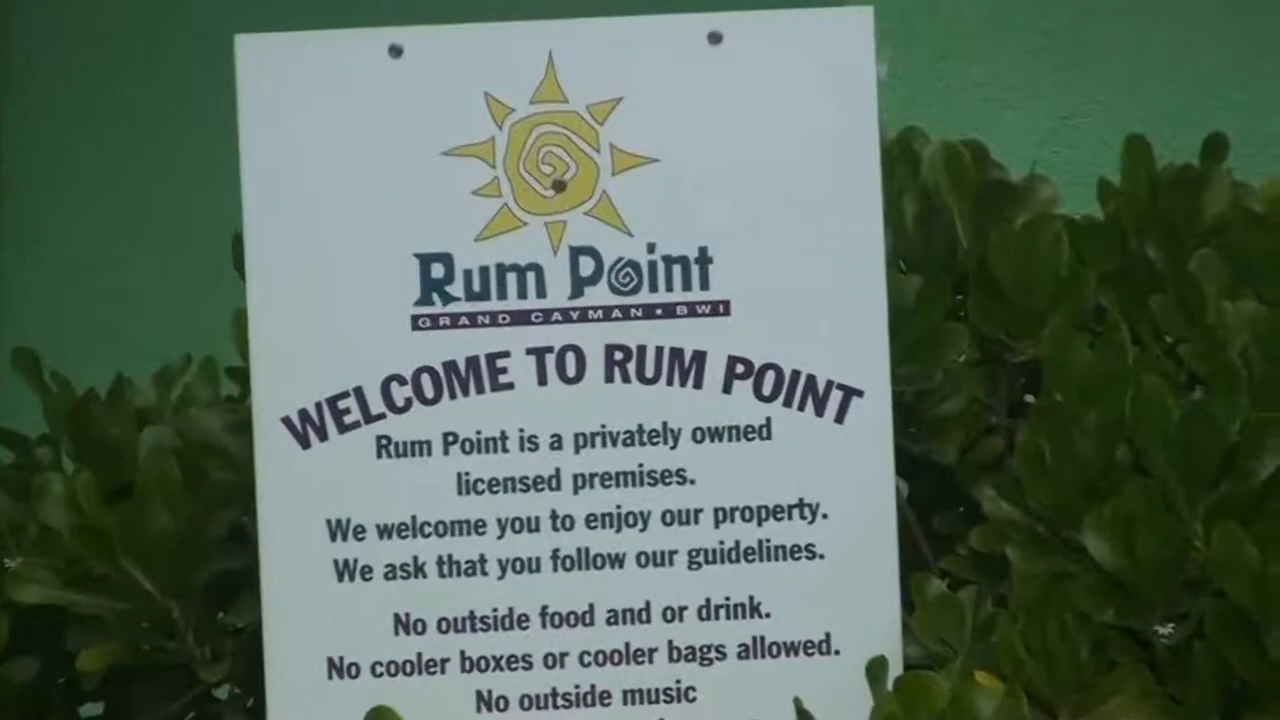 Rum Point
GRAND CAYMAN • BWI
WELCOME TO RUM POINT
Rum Point is a privately owned
licensed premises.
We welcome you to enjoy our property.
We ask that you follow our guidelines.
No outside food and or drink.
No cooler boxes or cooler bags allowed.
No outside music